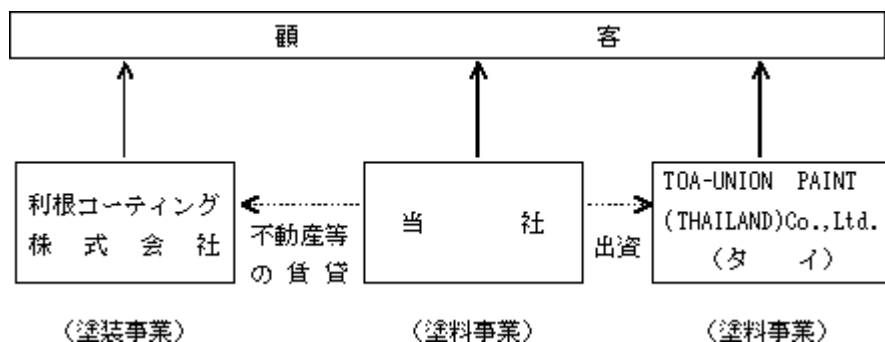 顧客
利根コーティング
株式会社
不動産等
の賃貸
当社
出資
TOA-UNION PAINT
(THAILAND)Co.,Ltd.
(タイ)
(塗装事業)
(塗料事業)
(塗料事業)